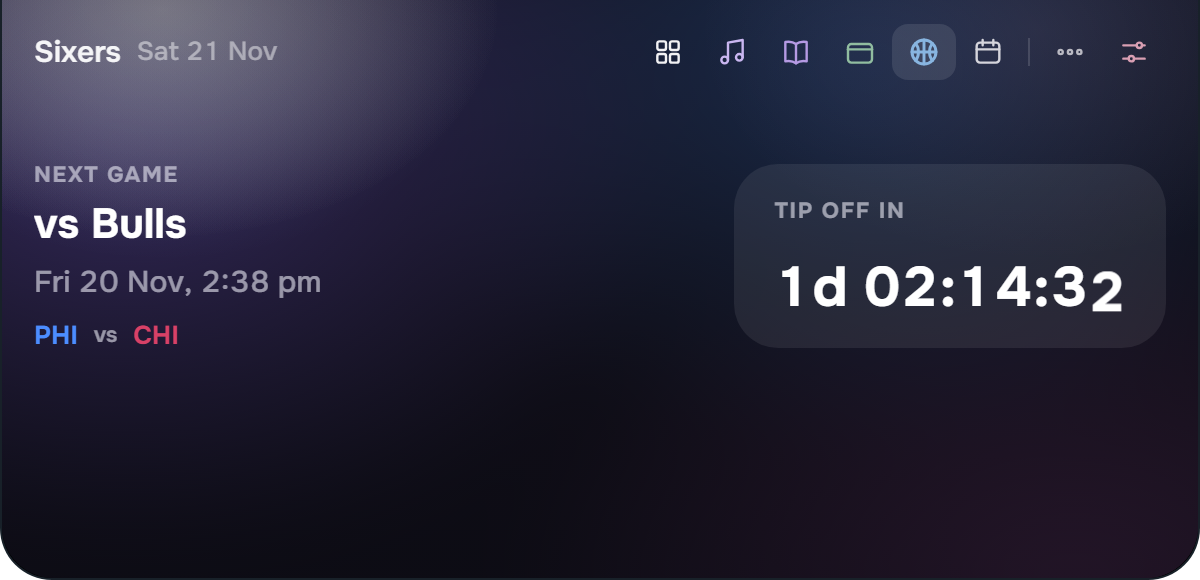 Sixers Sat 21 Nov
NEXT GAME
vs Bulls
Fri 20 Nov, 2:38 pm
PHI vs CHI
TIP OFF IN
1d 02:14:32